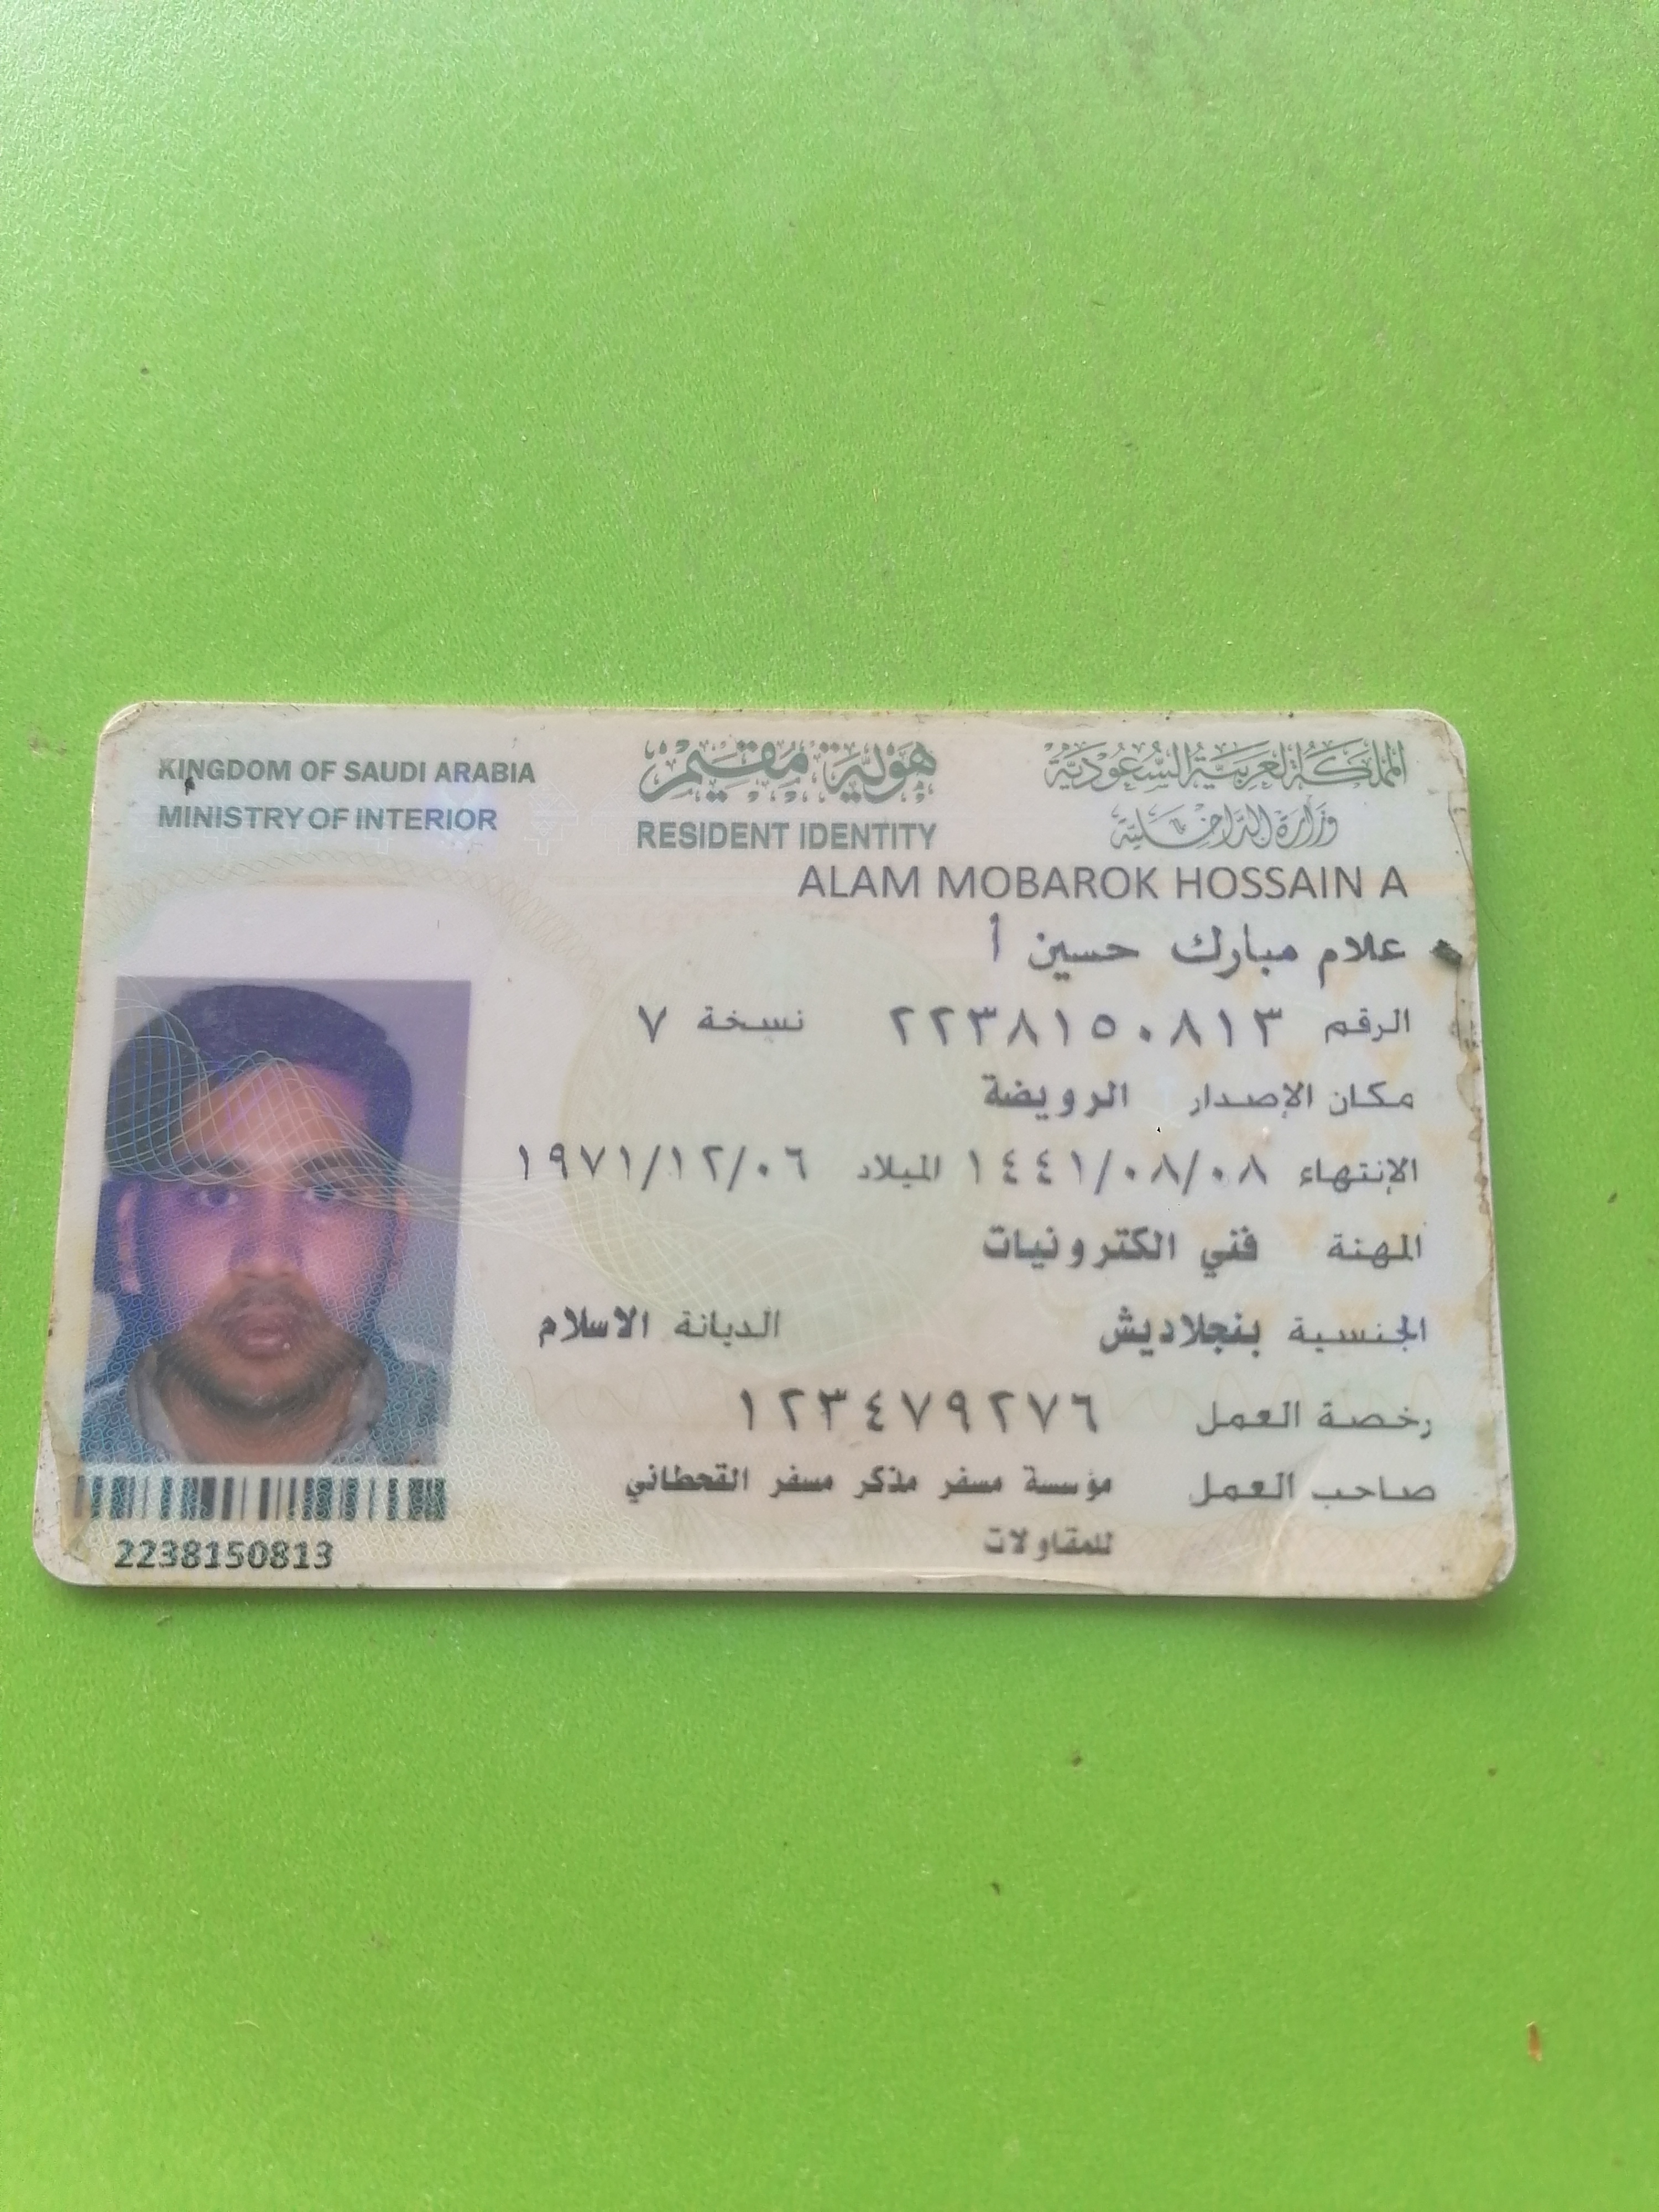 KINGDOM OF SAUDI ARABIA
MINISTRY OF INTERIOR
هوية مقيم
RESIDENT IDENTITY
المملكة العربية السعودية
وزارة الداخلية
ALAM MOBAROK HOSSAIN A
علام مبارك حسين أ
الرقم ٢٢٣٨١٥٠٨١٣ نسخة ٧
مكان الإصدار الرويضة
الإنتهاء ١٤٤١/٠٨/٠٨ الميلاد ١٩٧١/١٢/٠٦
المهنة فني الكترونيات
الجنسية بنجلاديش الديانة الاسلام
رخصة العمل ١٢٣٤٧٩٢٧٦
صاحب العمل مؤسسة مسفر مذكر مسفر القحطاني
للمقاولات
2238150813